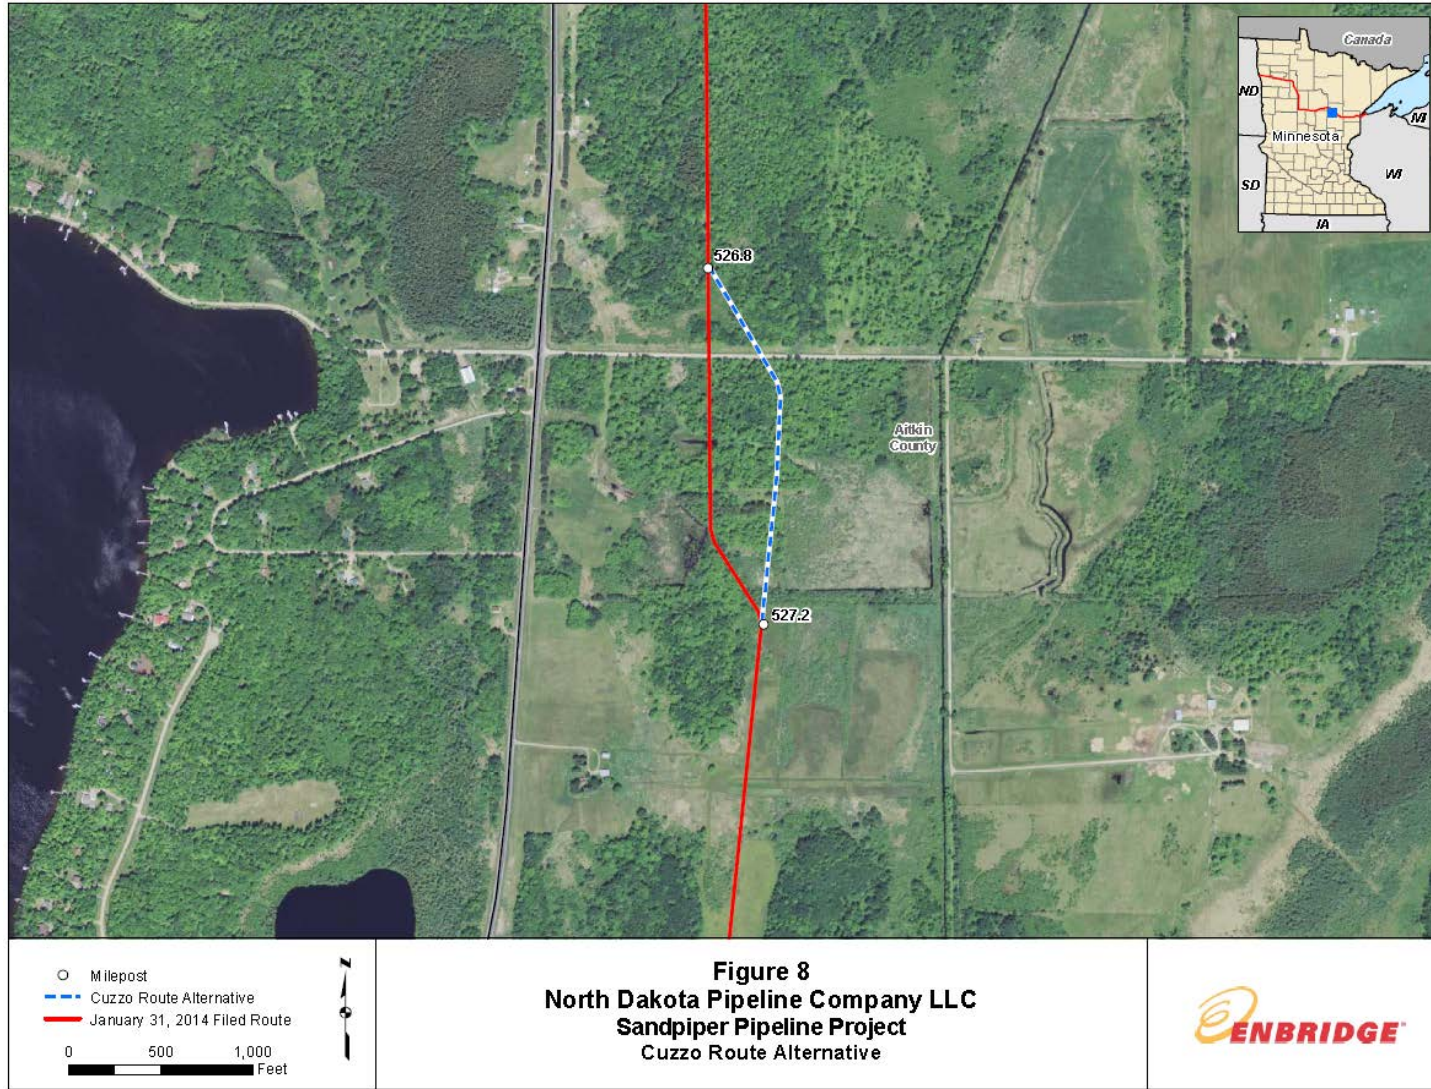 526.8
527.2
Aitkin
County
Canada
ND
Minnesota
MI
SD
WI
IA
Milepost
Cuzzo Route Alternative
January 31, 2014 Filed Route
0 500 1,000
Feet
N
Figure 8
North Dakota Pipeline Company LLC
Sandpiper Pipeline Project
Cuzzo Route Alternative
ENBRIDGE®